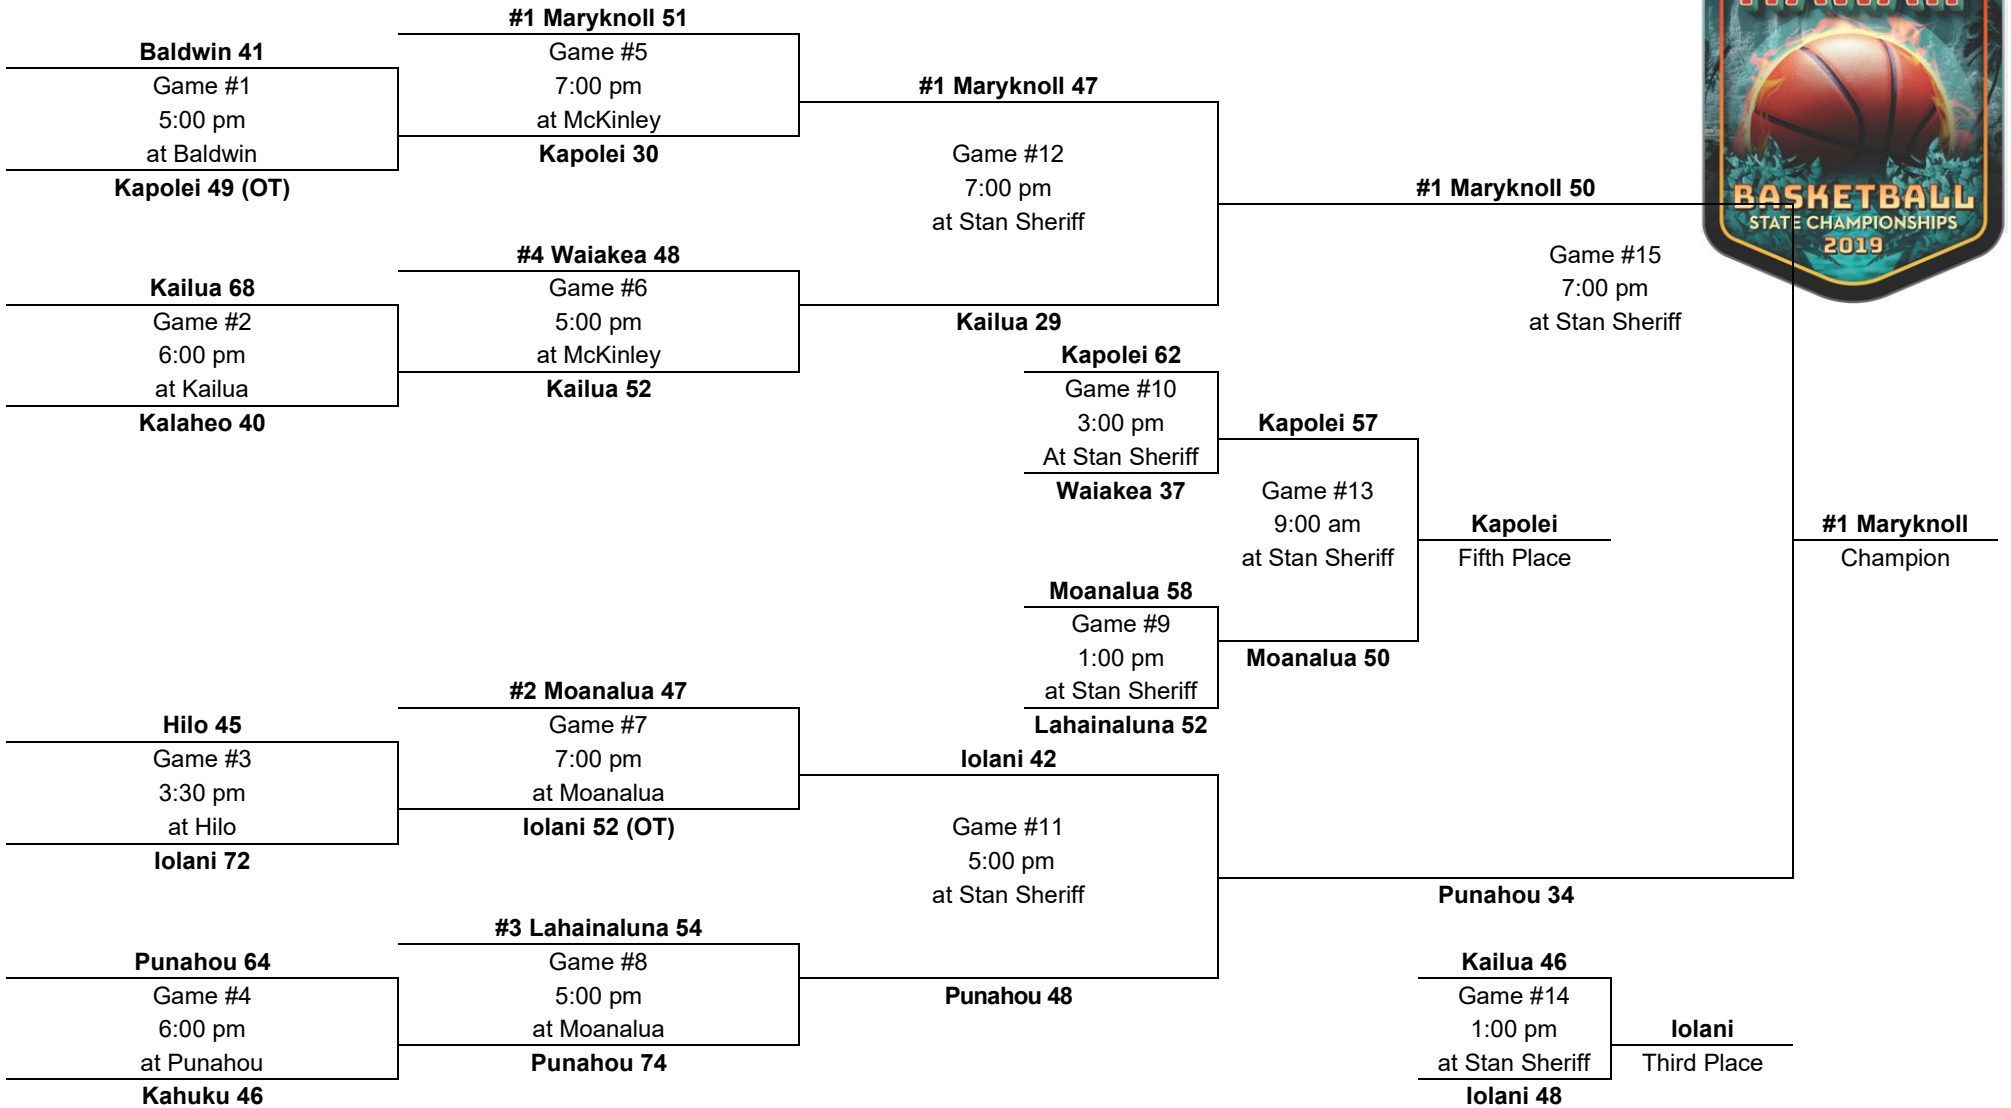 #1 Maryknoll 51
Baldwin 41
Game #1
5:00 pm
at Baldwin
Kapolei 49 (OT)
Game #5
7:00 pm
at McKinley
Kapolei 30
#1 Maryknoll 47
Game #12
7:00 pm
at Stan Sheriff
Kailua 29
#1 Maryknoll 50
Game #15
7:00 pm
at Stan Sheriff
BASKETBALL
STATE CHAMPIONSHIPS
2019
Kailua 68
Game #2
6:00 pm
at Kailua
Kalaheo 40
#4 Waiakea 48
Game #6
5:00 pm
at McKinley
Kailua 52
Kapolei 62
Game #10
3:00 pm
At Stan Sheriff
Waiakea 37
Kapolei 57
Game #13
9:00 am
at Stan Sheriff
Moanalua 50
Kapolei
Fifth Place
#1 Maryknoll
Champion
Moanalua 58
Game #9
1:00 pm
at Stan Sheriff
Lahainaluna 52
Hilo 45
Game #3
3:30 pm
at Hilo
Iolani 72
#2 Moanalua 47
Game #7
7:00 pm
at Moanalua
Iolani 52 (OT)
Iolani 42
Game #11
5:00 pm
at Stan Sheriff
Punahou 48
Punahou 34
Punahou 64
Game #4
6:00 pm
at Punahou
Kahuku 46
#3 Lahainaluna 54
Game #8
5:00 pm
at Moanalua
Punahou 74
Kailua 46
Game #14
1:00 pm
at Stan Sheriff
Iolani 48
Iolani
Third Place